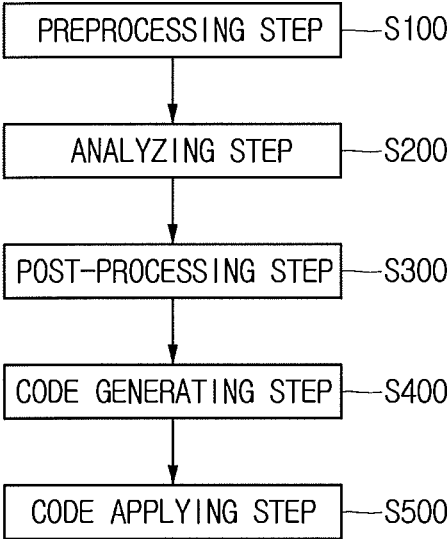 PREPROCESSING STEP S100
ANALYZING STEP S200
POST-PROCESSING STEP S300
CODE GENERATING STEP S400
CODE APPLYING STEP S500